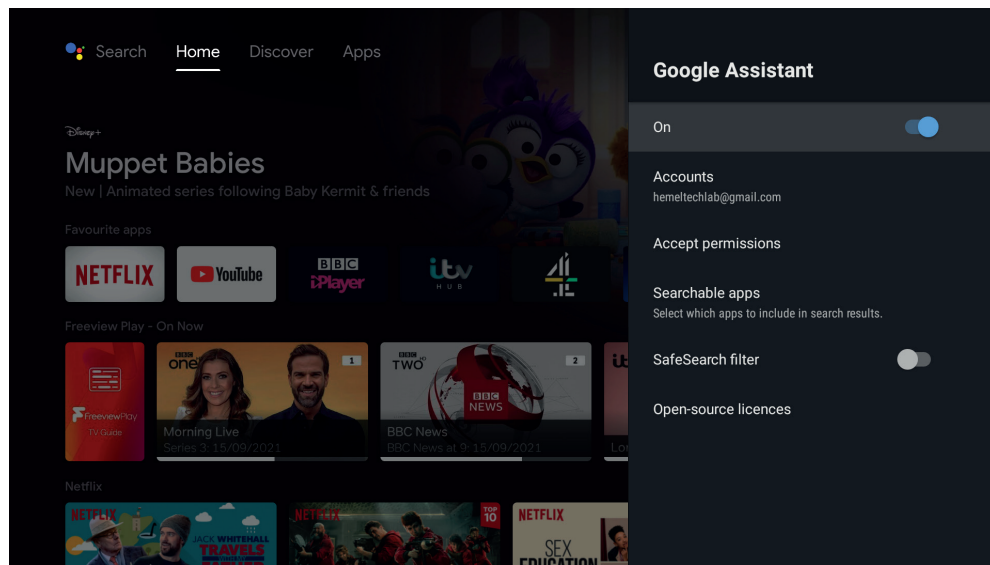 Search Home Discover Apps
Disney+
Muppet Babies
New | Animated series following Baby Kermit & friends
Favourite apps
NETFLIX
YouTube
BBC
iPlayer
itv
HUB
4
Freeview Play - On Now
FreeviewPlay
TV Guide
BBC
one
1
Morning Live
Series 3: 15/09/2021
BBC
TWO HD
2
BBC
NEWS
BBC News
BBC News at 9: 15/09/2021
Lo
Netflix
NETFLIX
JACK WHITEHALL
TRAVELS
NETFLIX
TOP
10
NETFLIX
SEX
EDUCATION
Google Assistant
On
Accounts
hemeltechlab@gmail.com
Accept permissions
Searchable apps
Select which apps to include in search results.
SafeSearch filter
Open-source licences